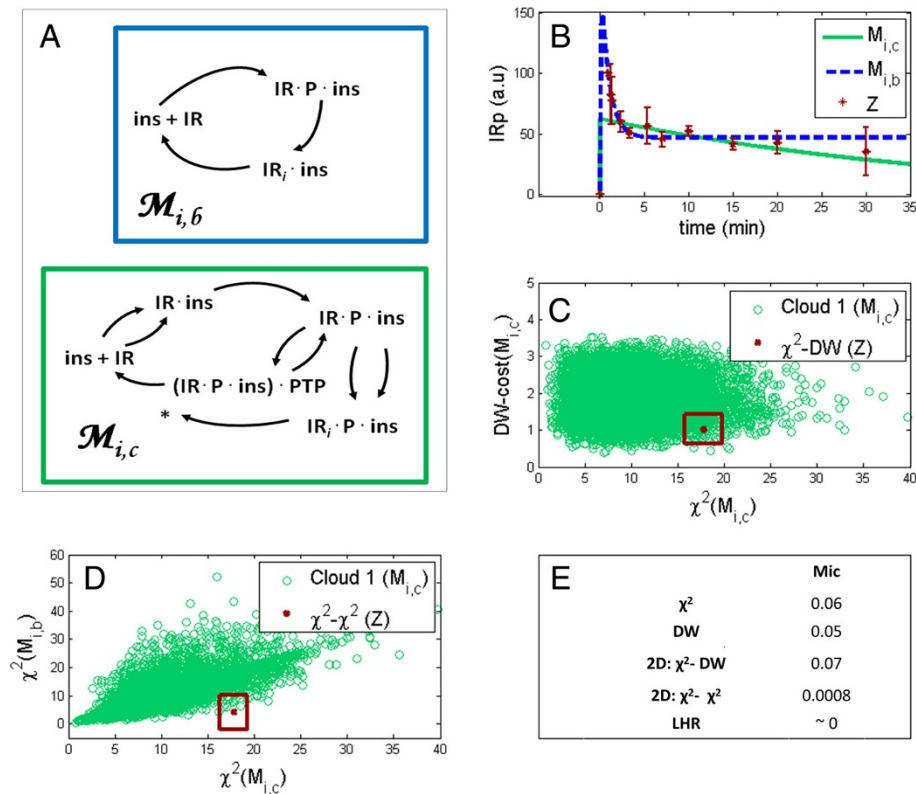 A
IR· P · ins
ins + IR
IRi · ins
Mi,b
IR · ins
IR · P · ins
ins + IR
(IR · P · ins) · PTP
*
IRi · P · ins
Mi,c
B
IRp (a.u)
150
100
50
0
Mi,c
Mi,b
Z
0 5 10 15 20 25 30 35
time (min)
C
DW-cost(Mi,c)
5
4
3
2
1
0
Cloud 1 (Mi,c)
χ2-DW (Z)
0 5 10 15 20 25 30 35 40
χ2(Mi,c)
D
χ2(Mi,b)
60
50
40
30
20
10
0
Cloud 1 (Mi,c)
χ2-χ2 (Z)
0 5 10 15 20 25 30 35 40
χ2(Mi,c)
E
Mic
χ2 0.06
DW 0.05
2D: χ2- DW 0.07
2D: χ2- χ2 0.0008
LHR ~ 0